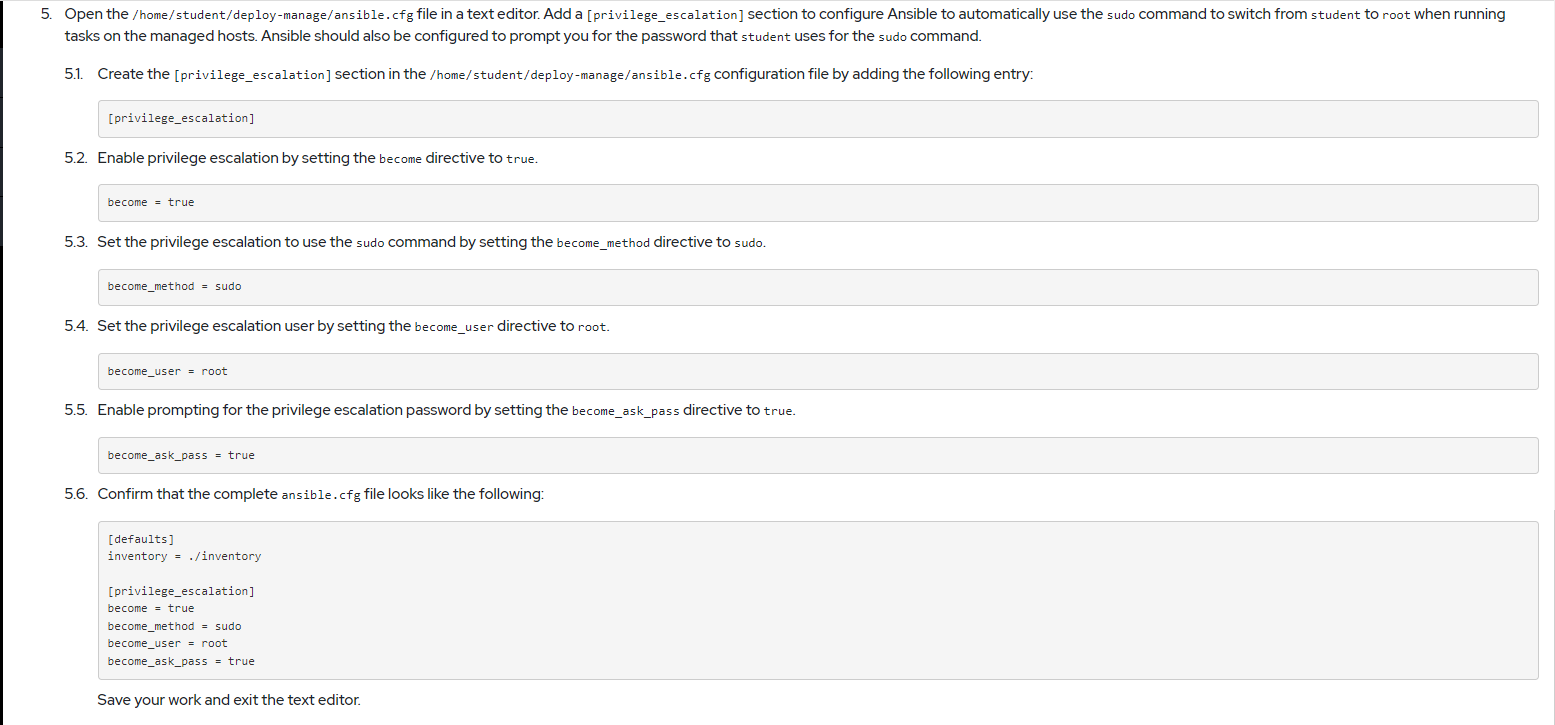 5. Open the /home/student/deploy-manage/ansible.cfg file in a text editor. Add a [privilege_escalation] section to configure Ansible to automatically use the sudo command to switch from student to root when running
tasks on the managed hosts. Ansible should also be configured to prompt you for the password that student uses for the sudo command.
5.1. Create the [privilege_escalation] section in the /home/student/deploy-manage/ansible.cfg configuration file by adding the following entry:
[privilege_escalation]
5.2. Enable privilege escalation by setting the become directive to true.
become = true
5.3. Set the privilege escalation to use the sudo command by setting the become_method directive to sudo.
become_method = sudo
5.4. Set the privilege escalation user by setting the become_user directive to root.
become_user = root
5.5. Enable prompting for the privilege escalation password by setting the become_ask_pass directive to true.
become_ask_pass = true
5.6. Confirm that the complete ansible.cfg file looks like the following:
[defaults]
inventory = ./inventory
[privilege_escalation]
become = true
become_method = sudo
become_user = root
become_ask_pass = true
Save your work and exit the text editor.